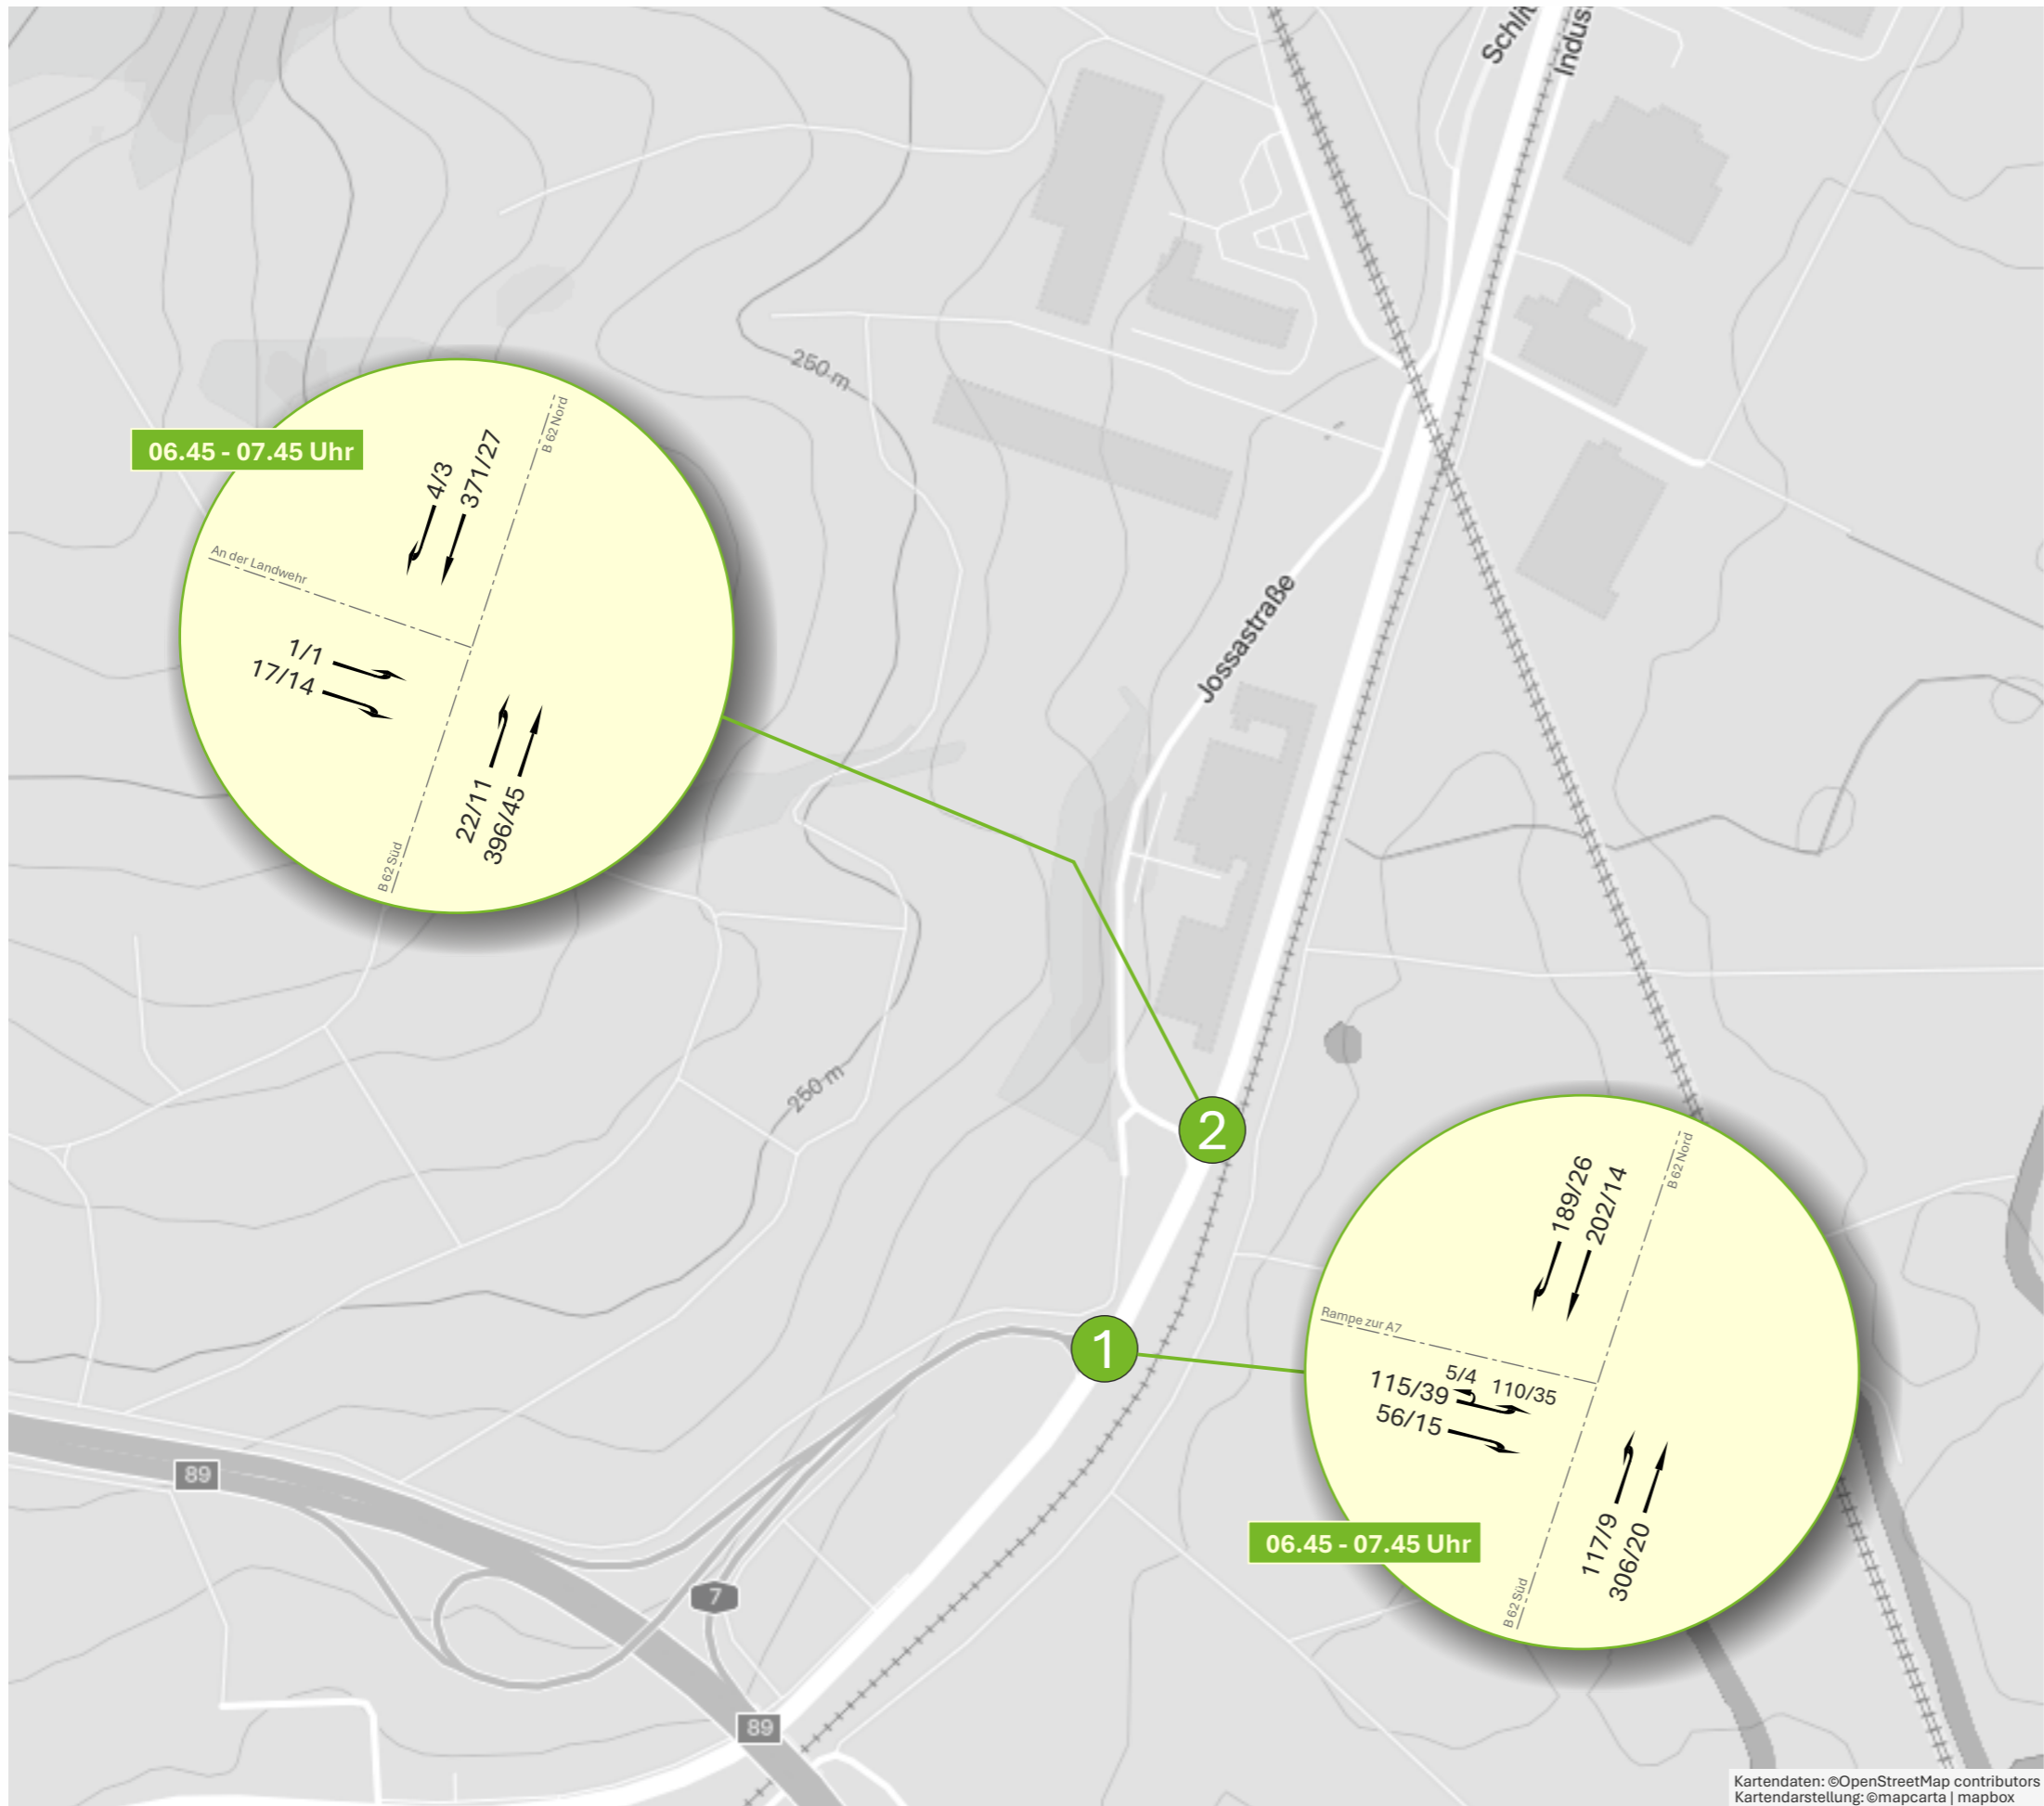 Schlit
Indus
250 m
06.45 - 07.45 Uhr
B 62 Nord
4/3
371/27
An der Landwehr
1/1
17/14
22/11
396/45
B 62 Süd
Jossastraße
250 m
2
1
B 62 Nord
189/26
202/14
Rampe zur A7
5/4
115/39
110/35
56/15
117/9
306/20
B 62 Süd
06.45 - 07.45 Uhr
89
7
89
Kartendaten: ©OpenStreetMap contributors
Kartendarstellung: ©mapcarta | mapbox